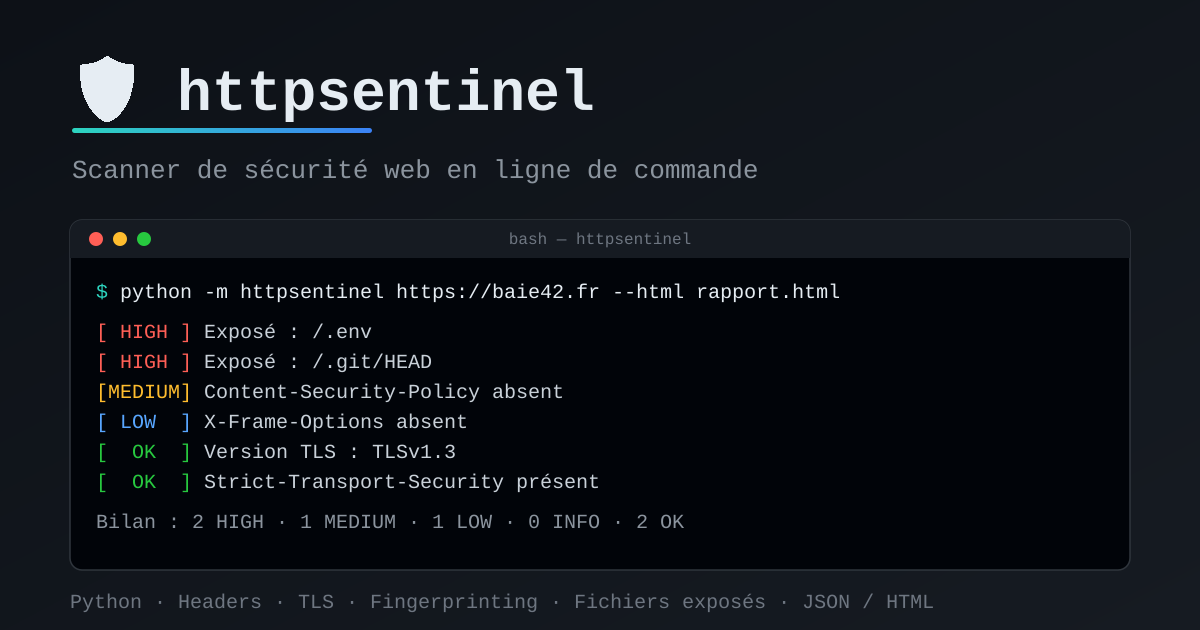 httpsentinel
Scanner de sécurité web en ligne de commande
bash — httpsentinel
$ python -m httpsentinel https://baie42.fr --html rapport.html
[ HIGH ] Exposé : /.env
[ HIGH ] Exposé : /.git/HEAD
[MEDIUM] Content-Security-Policy absent
[ LOW  ] X-Frame-Options absent
[  OK  ] Version TLS : TLSv1.3
[  OK  ] Strict-Transport-Security présent
Bilan : 2 HIGH · 1 MEDIUM · 1 LOW · 0 INFO · 2 OK
Python · Headers · TLS · Fingerprinting · Fichiers exposés · JSON / HTML